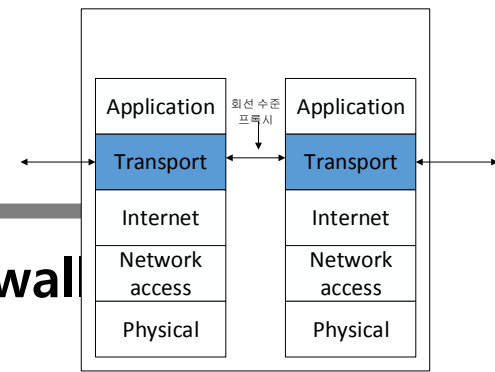 Application
회선 수준
프록시
Application
Transport
Transport
Internet
Internet
wall
Network
access
Network
access
Physical
Physical